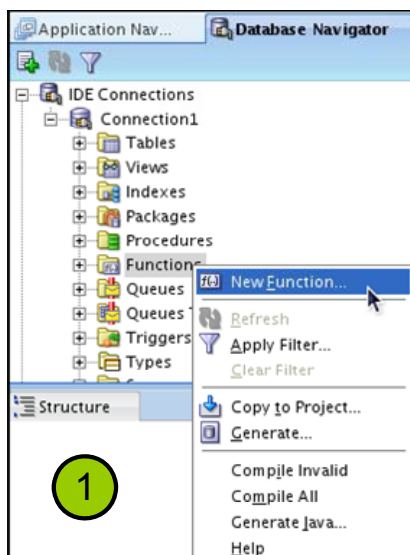 Application Nav...
Database Navigator
IDE Connections
Connection1
Tables
Views
Indexes
Packages
Procedures
Functions
Queues
Queues
Triggers
Types
New Function...
Refresh
Apply Filter...
Clear Filter
Copy to Project...
Generate...
Compile Invalid
Compile All
Generate Java...
Help
Structure
1